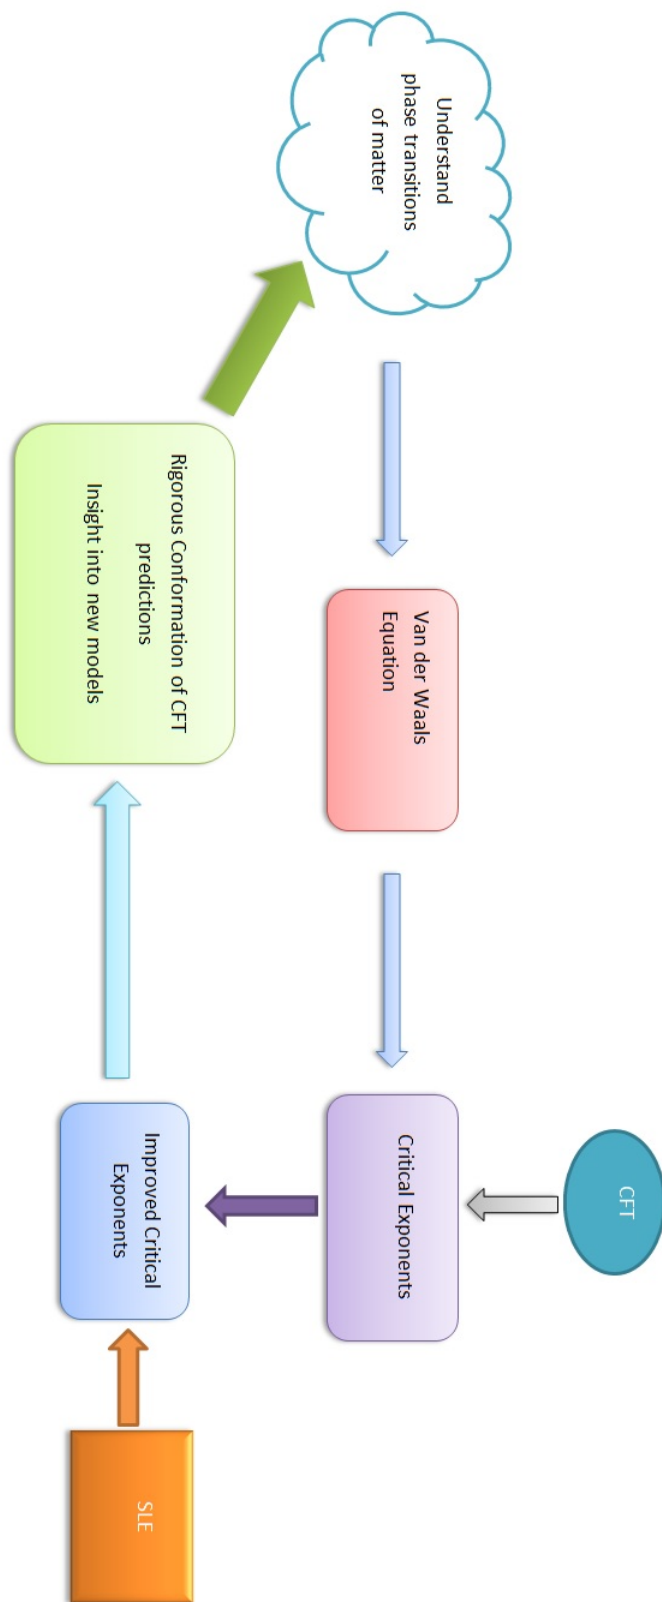 Understand
phase transitions
of matter
Van der Waals
Equation
Critical Exponents
CFT
Rigorous Conformation of CFT
predictions
Insight into new models
Improved Critical
Exponents
SLE